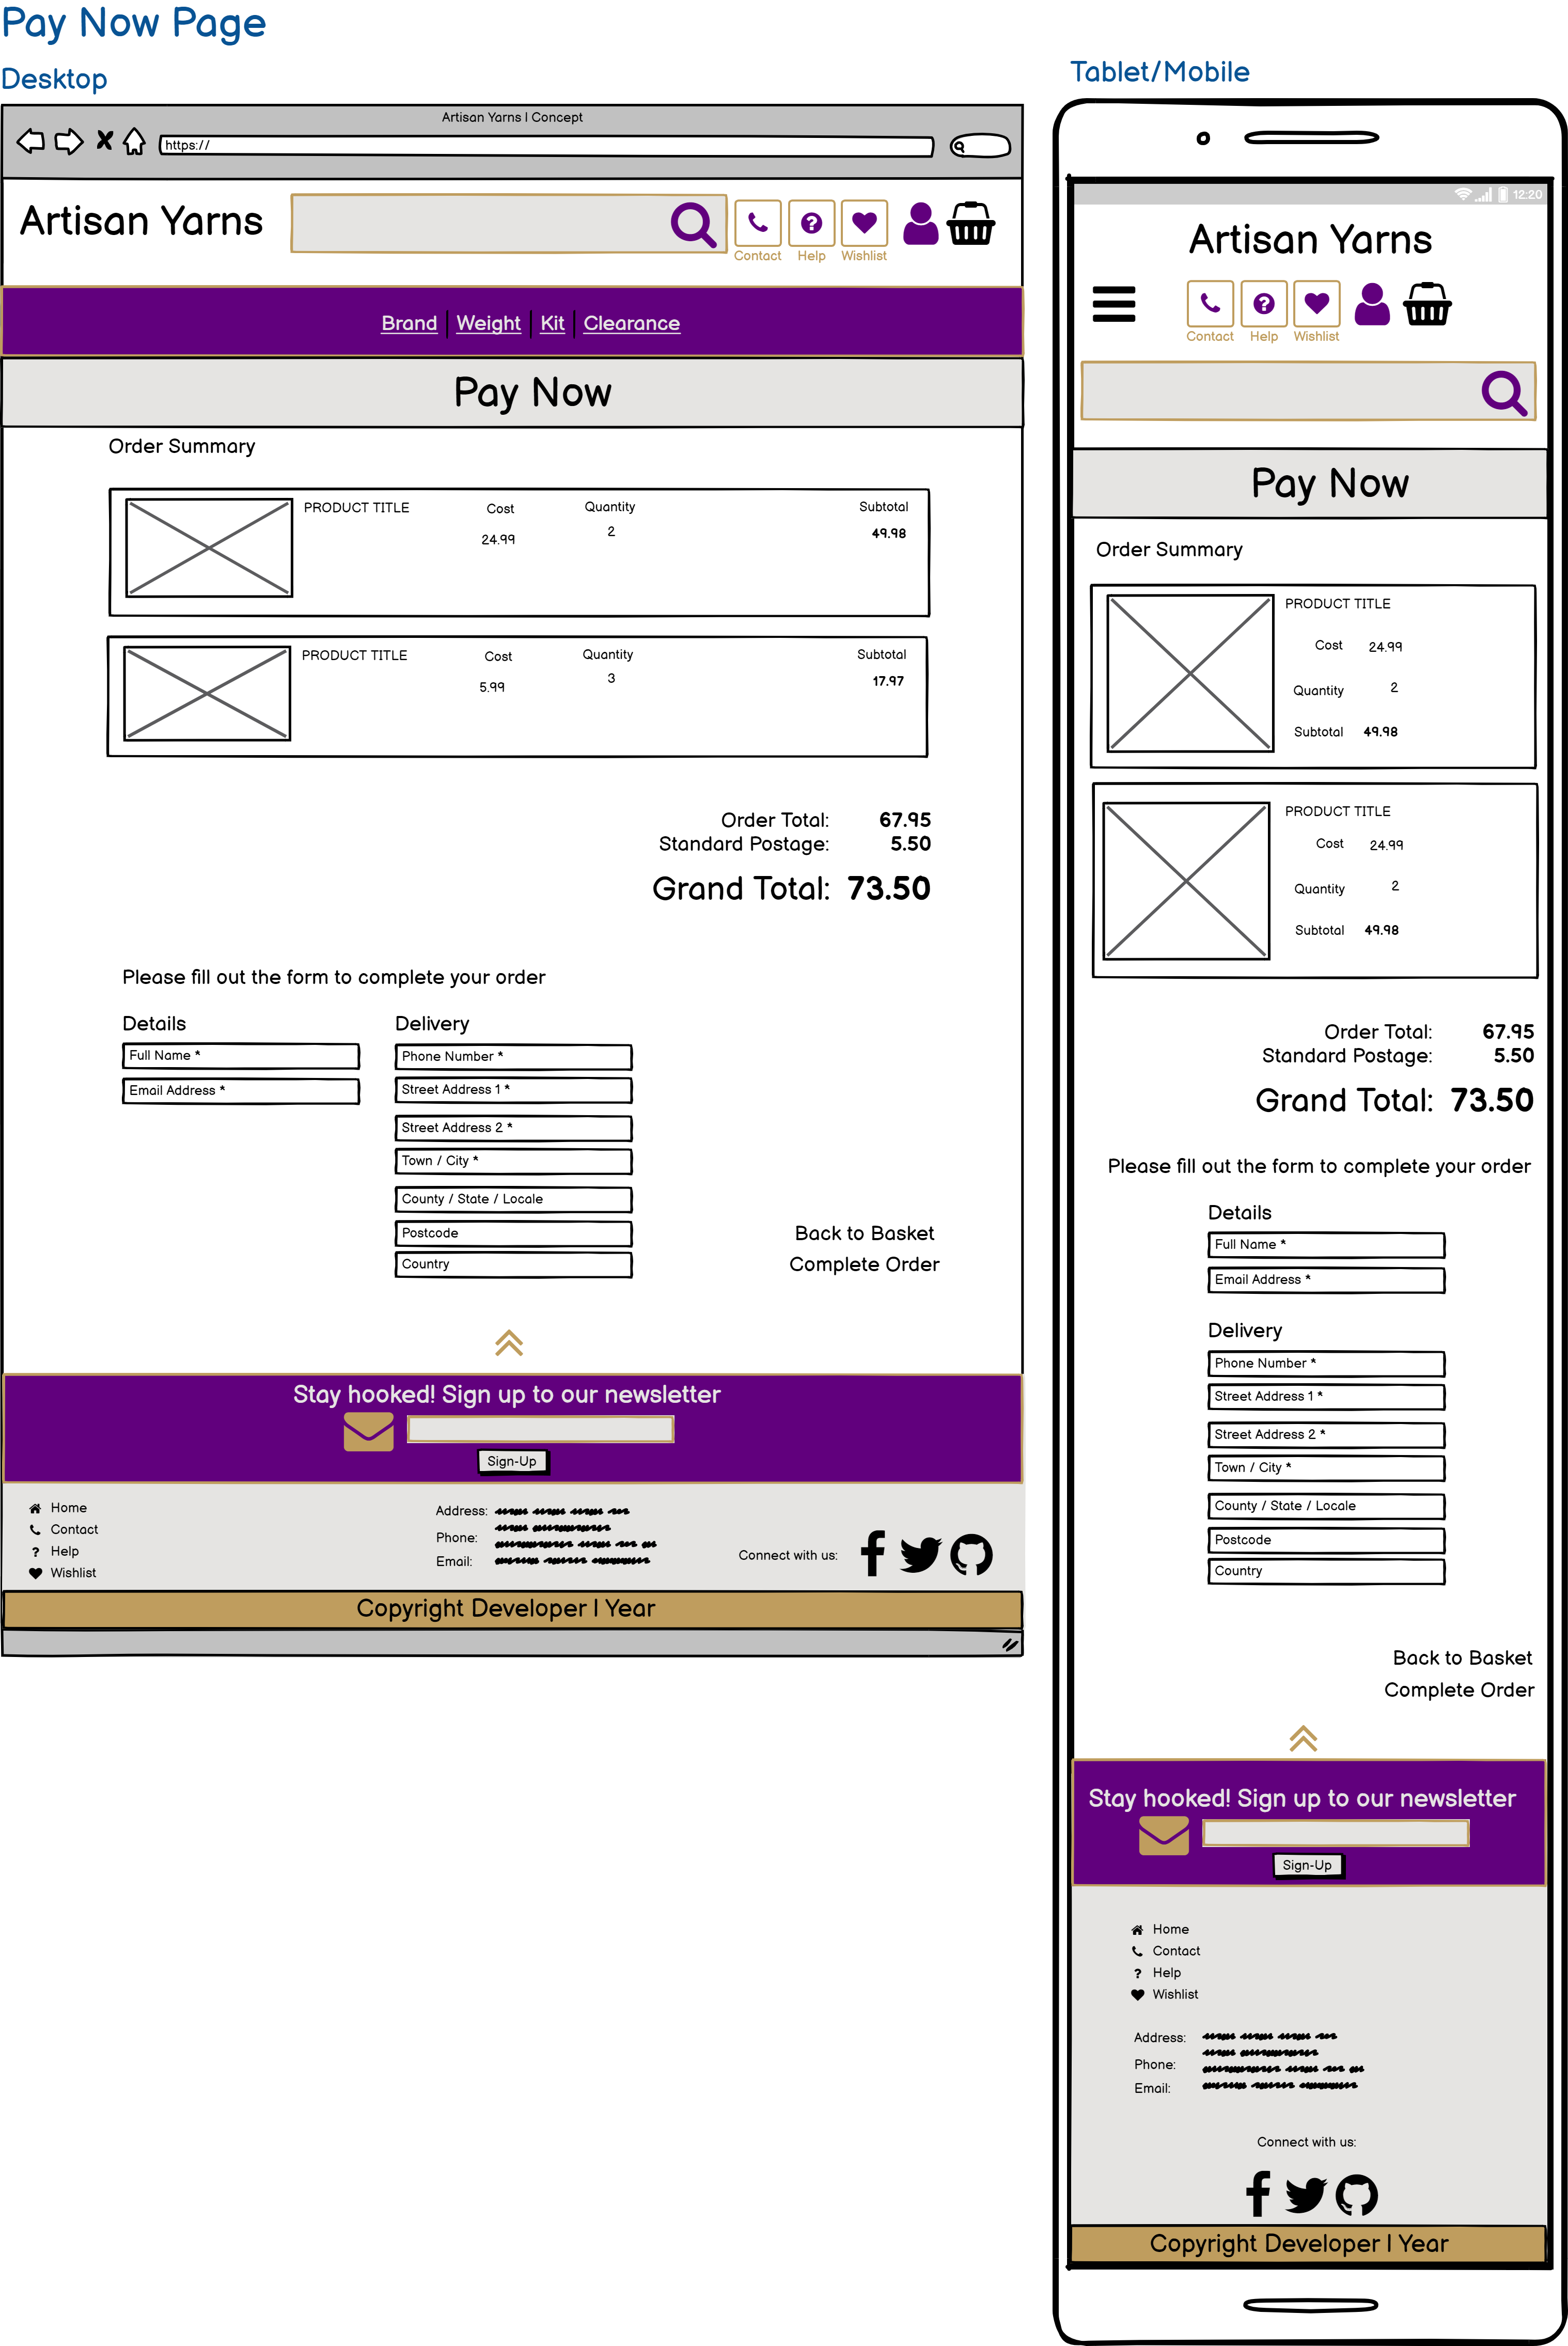 Pay Now Page
Desktop
Artisan Yarns | Concept
https://
Artisan Yarns
Contact Help Wishlist
Brand Weight Kit Clearance
Pay Now
Order Summary
PRODUCT TITLE Cost Quantity Subtotal
24.99 2 49.98
PRODUCT TITLE Cost Quantity Subtotal
5.99 3 17.97
Order Total: 67.95
Standard Postage: 5.50
Grand Total: 73.50
Please fill out the form to complete your order
Details
Full Name *
Email Address *
Delivery
Phone Number *
Street Address 1 *
Street Address 2 *
Town / City *
County / State / Locale
Postcode
Country
Back to Basket
Complete Order
Stay hooked! Sign up to our newsletter
Sign-Up
Home
Contact
Help
Wishlist
Address:
Phone:
Email:
Connect with us:
Copyright Developer | Year
Tablet/Mobile
12:20
Artisan Yarns
Contact Help Wishlist
Pay Now
Order Summary
PRODUCT TITLE
Cost 24.99
Quantity 2
Subtotal 49.98
PRODUCT TITLE
Cost 24.99
Quantity 2
Subtotal 49.98
Order Total: 67.95
Standard Postage: 5.50
Grand Total: 73.50
Please fill out the form to complete your order
Details
Full Name *
Email Address *
Delivery
Phone Number *
Street Address 1 *
Street Address 2 *
Town / City *
County / State / Locale
Postcode
Country
Back to Basket
Complete Order
Stay hooked! Sign up to our newsletter
Sign-Up
Home
Contact
Help
Wishlist
Address:
Phone:
Email:
Connect with us:
Copyright Developer | Year